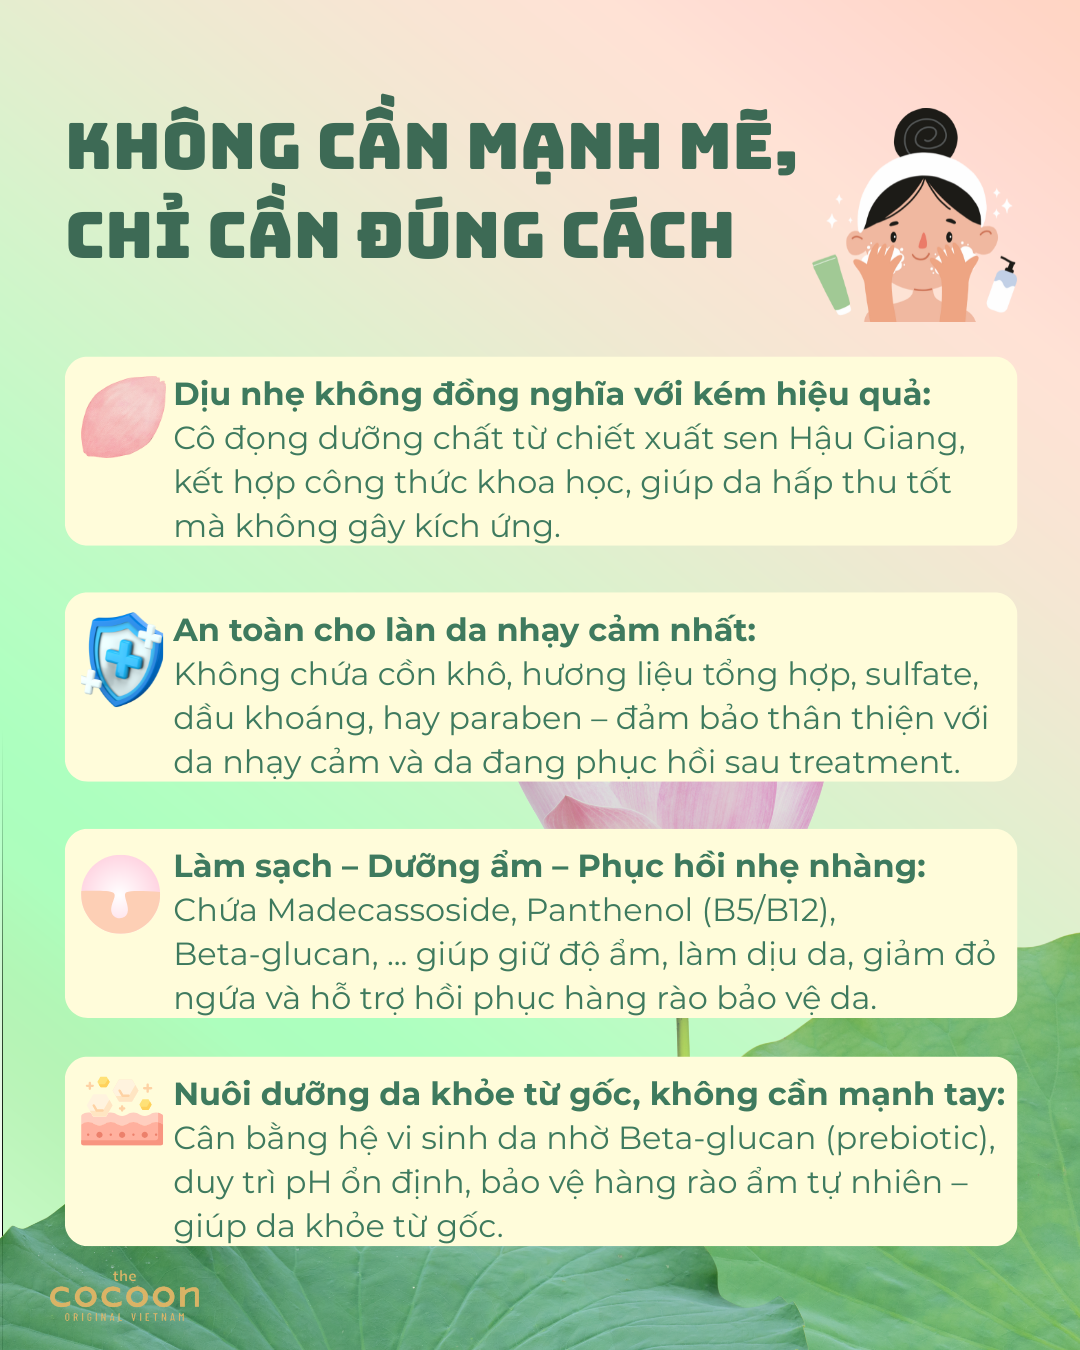 KHÔNG CẦN MẠNH MẼ,
CHỈ CẦN ĐÚNG CÁCH
Dịu nhẹ không đồng nghĩa với kém hiệu quả:
Cô đọng dưỡng chất từ chiết xuất sen Hậu Giang,
kết hợp công thức khoa học, giúp da hấp thu tốt
mà không gây kích ứng.
An toàn cho làn da nhạy cảm nhất:
Không chứa cồn khô, hương liệu tổng hợp, sulfate,
dầu khoáng, hay paraben – đảm bảo thân thiện với
da nhạy cảm và da đang phục hồi sau treatment.
Làm sạch – Dưỡng ẩm – Phục hồi nhẹ nhàng:
Chứa Madecassoside, Panthenol (B5/B12),
Beta-glucan, ... giúp giữ độ ẩm, làm dịu da, giảm đỏ
ngứa và hỗ trợ hồi phục hàng rào bảo vệ da.
Nuôi dưỡng da khỏe từ gốc, không cần mạnh tay:
Cân bằng hệ vi sinh da nhờ Beta-glucan (prebiotic),
duy trì pH ổn định, bảo vệ hàng rào ẩm tự nhiên –
giúp da khỏe từ gốc.
the
cocoon
ORIGINAL VIETNAM